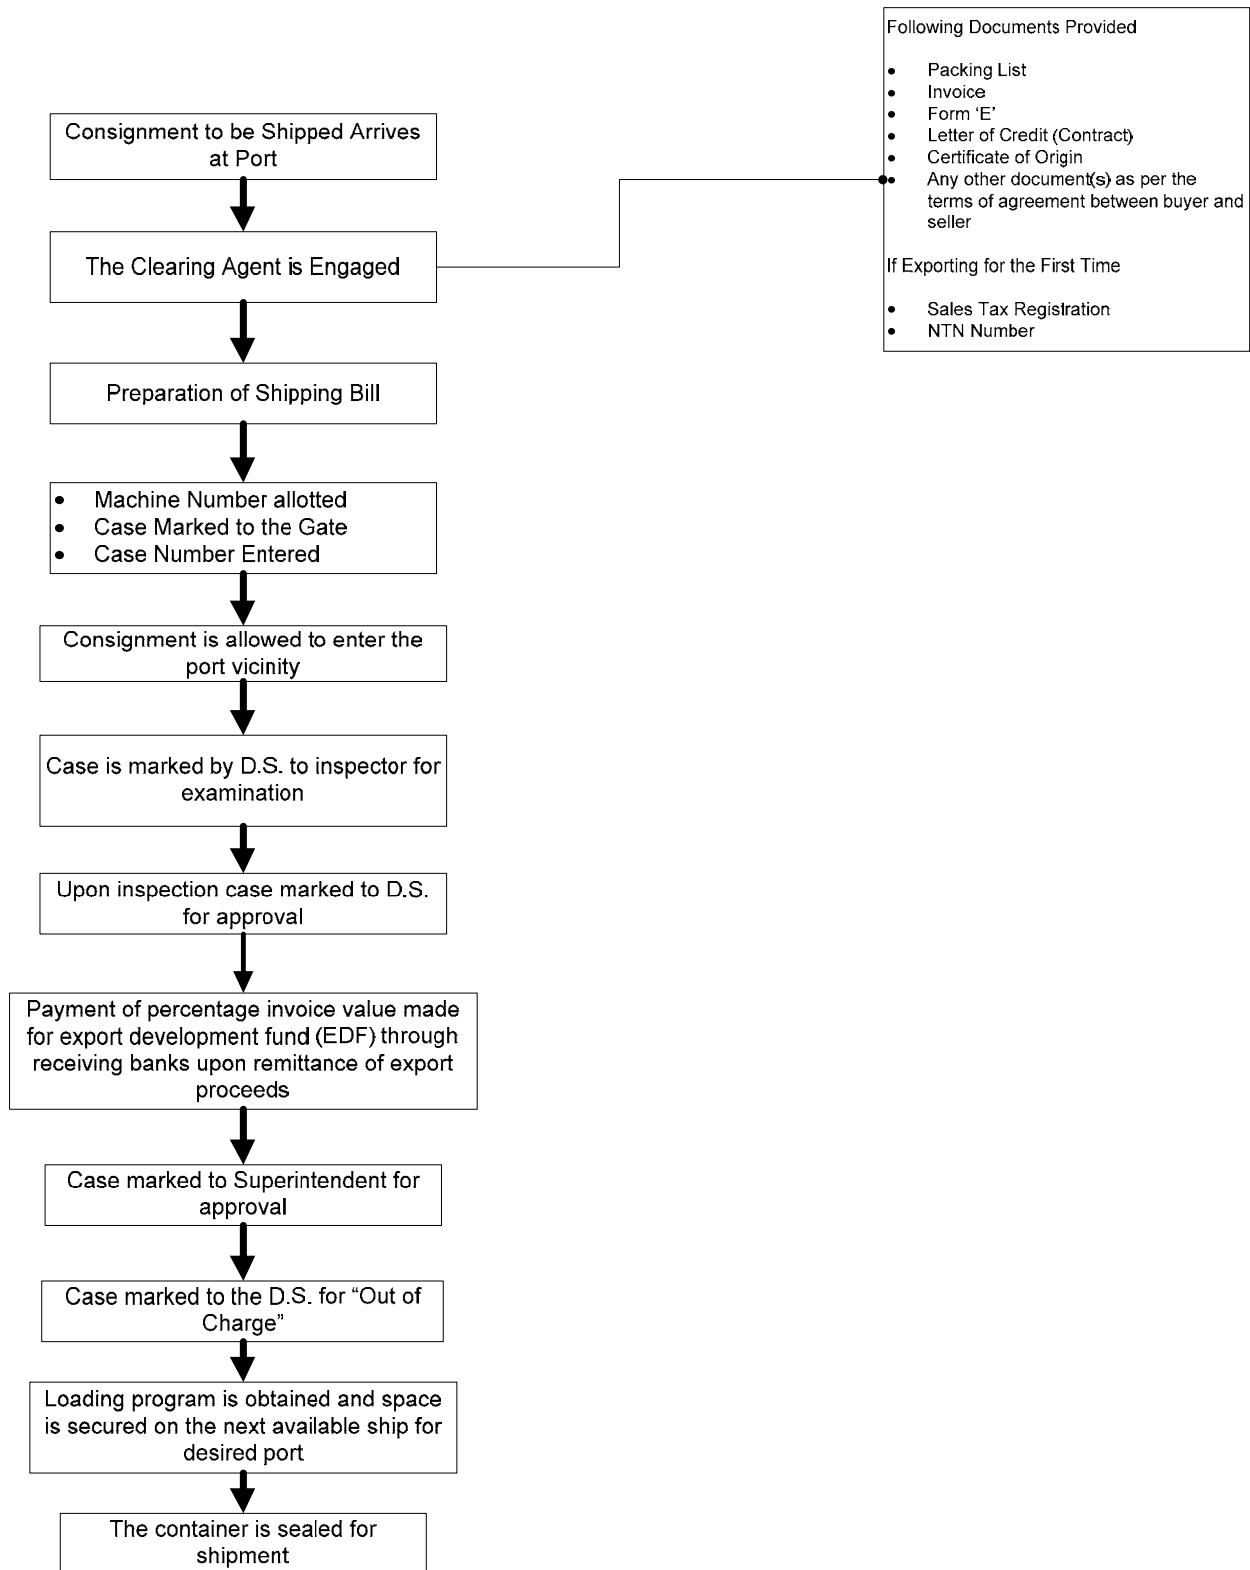 Following Documents Provided
• Packing List
• Invoice
• Form ‘E’
• Letter of Credit (Contract)
• Certificate of Origin
• Any other document(s) as per the
terms of agreement between buyer and
seller
If Exporting for the First Time
• Sales Tax Registration
• NTN Number
Consignment to be Shipped Arrives
at Port
The Clearing Agent is Engaged
Preparation of Shipping Bill
• Machine Number allotted
• Case Marked to the Gate
• Case Number Entered
Consignment is allowed to enter the
port vicinity
Case is marked by D.S. to inspector for
examination
Upon inspection case marked to D.S.
for approval
Payment of percentage invoice value made
for export development fund (EDF) through
receiving banks upon remittance of export
proceeds
Case marked to Superintendent for
approval
Case marked to the D.S. for “Out of
Charge”
Loading program is obtained and space
is secured on the next available ship for
desired port
The container is sealed for
shipment